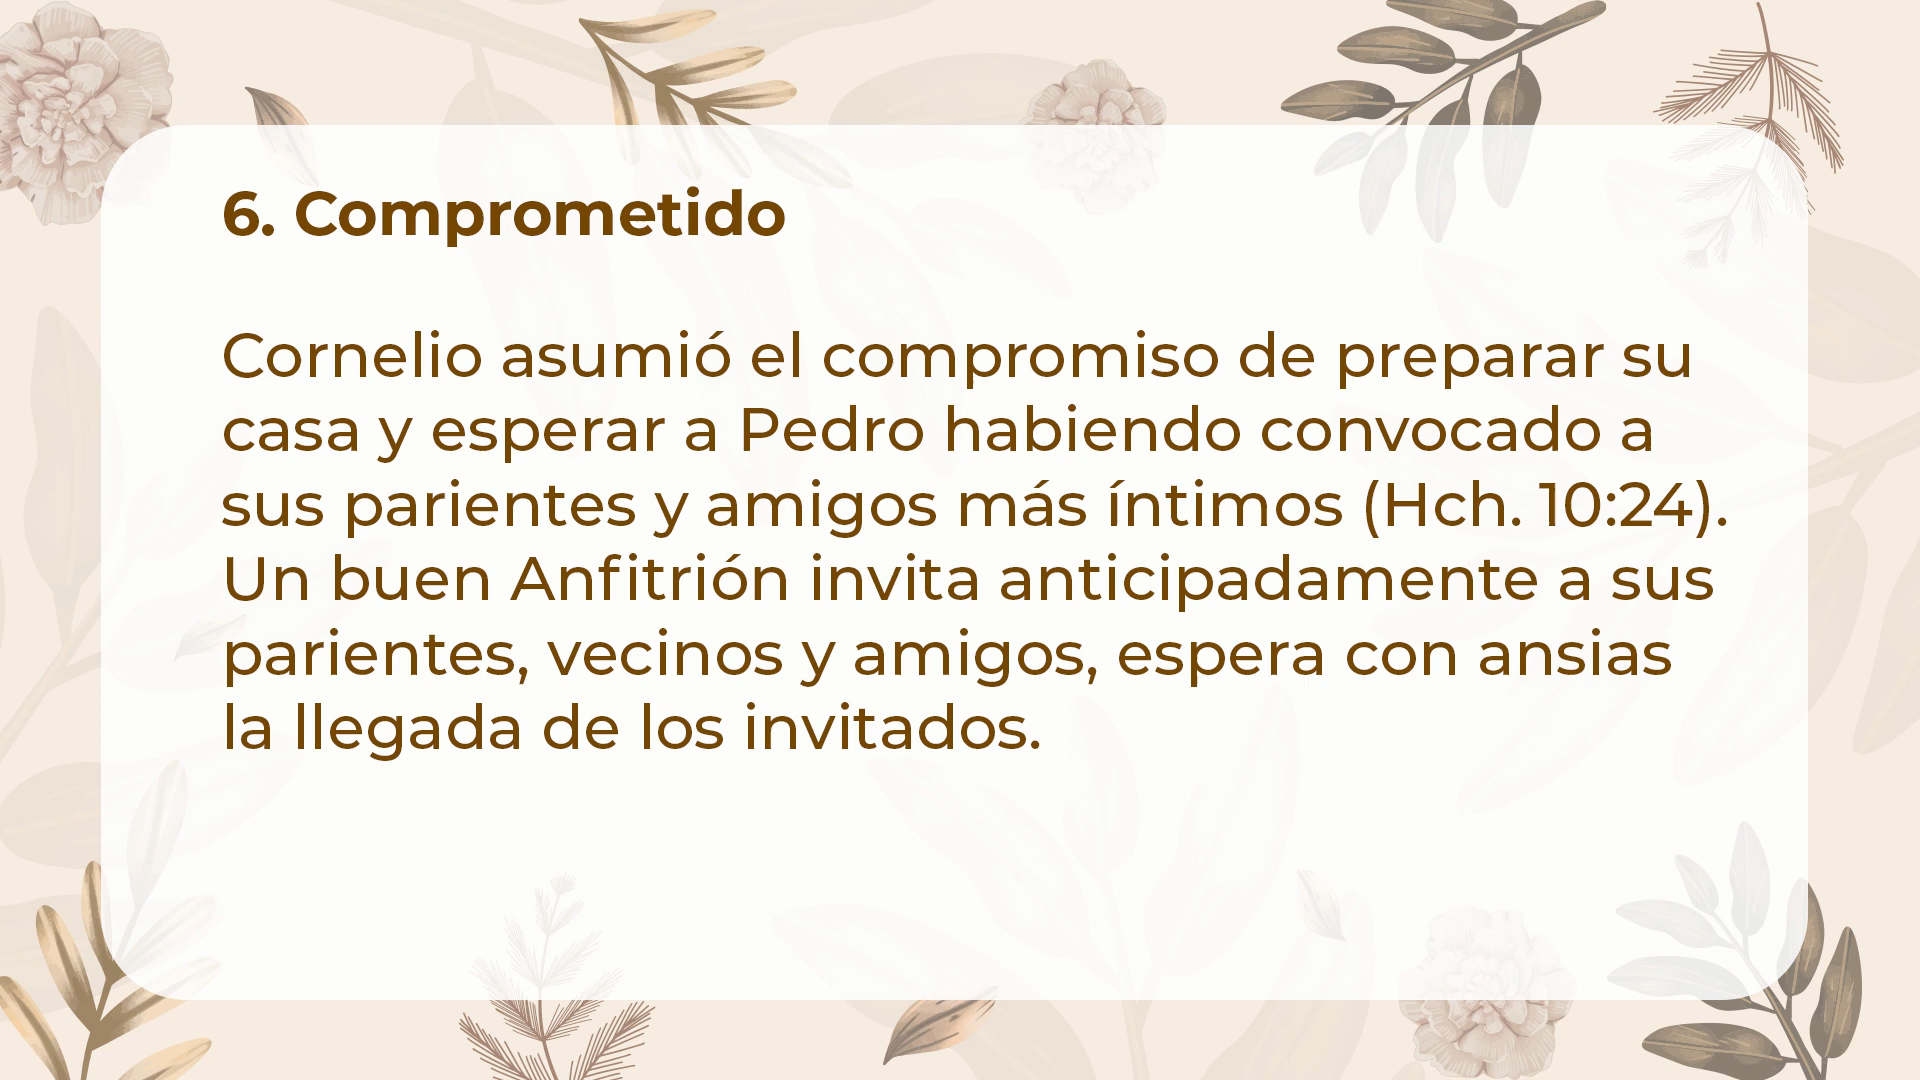 6. Comprometido
Cornelio asumió el compromiso de preparar su
casa y esperar a Pedro habiendo convocado a
sus parientes y amigos más íntimos (Hch. 10:24).
Un buen Anfitrión invita anticipadamente a sus
parientes, vecinos y amigos, espera con ansias
la llegada de los invitados.